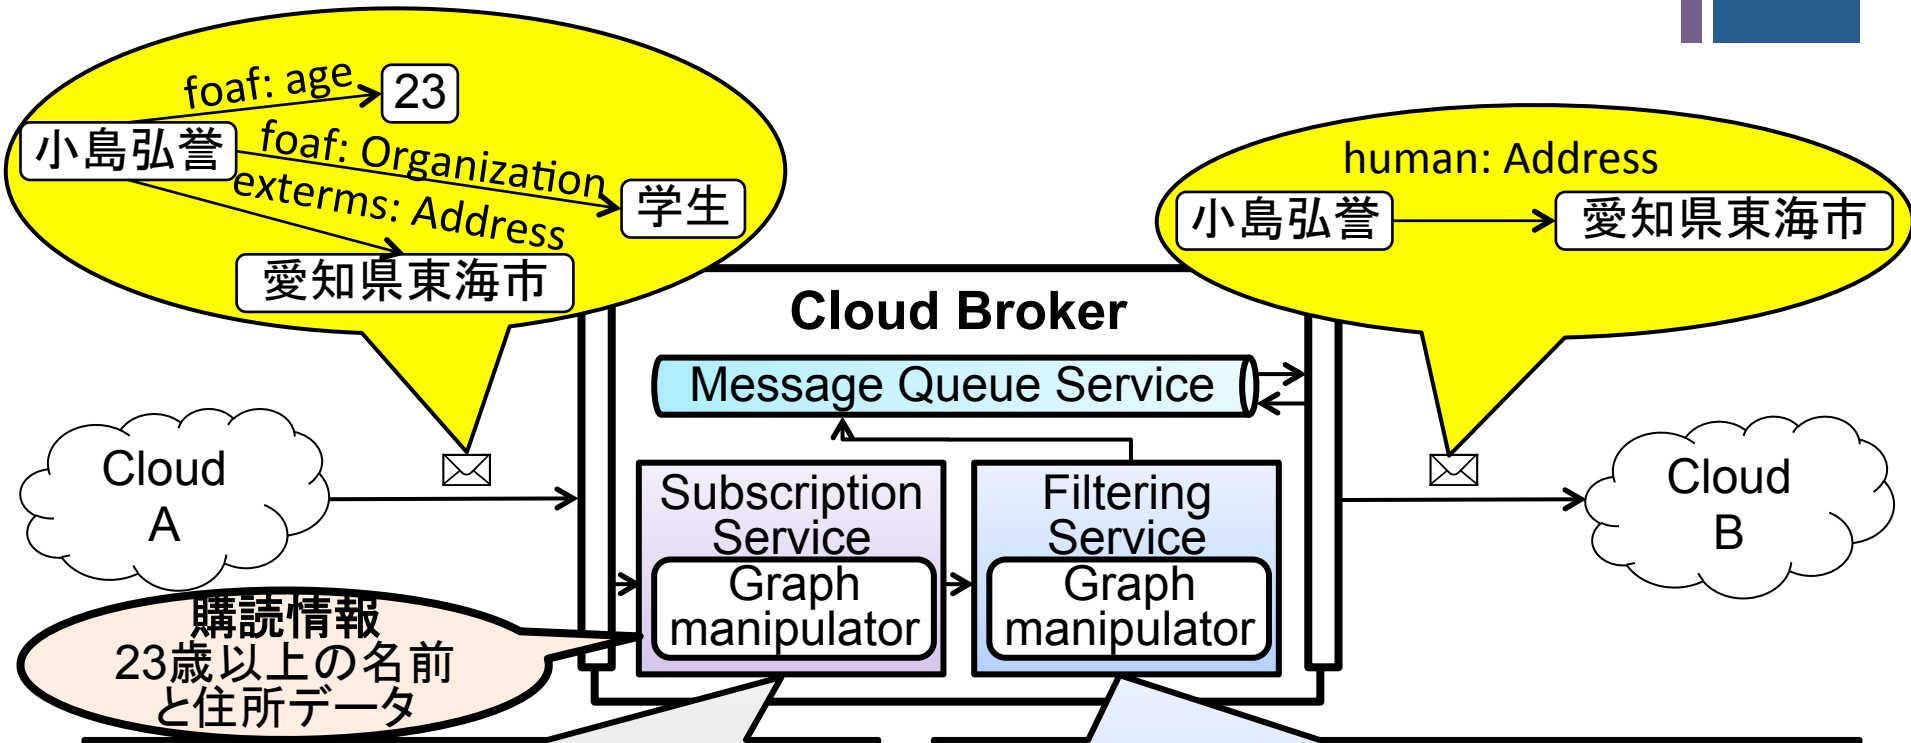 foaf: age
23
小島弘誉
foaf: Organization
学生
exterms: Address
愛知県東海市
human: Address
小島弘誉
愛知県東海市
Cloud Broker
Message Queue Service
Cloud
A
Subscription
Service
Graph
manipulator
Filtering
Service
Graph
manipulator
Cloud
B
購読情報
23歳以上の名前
と住所データ